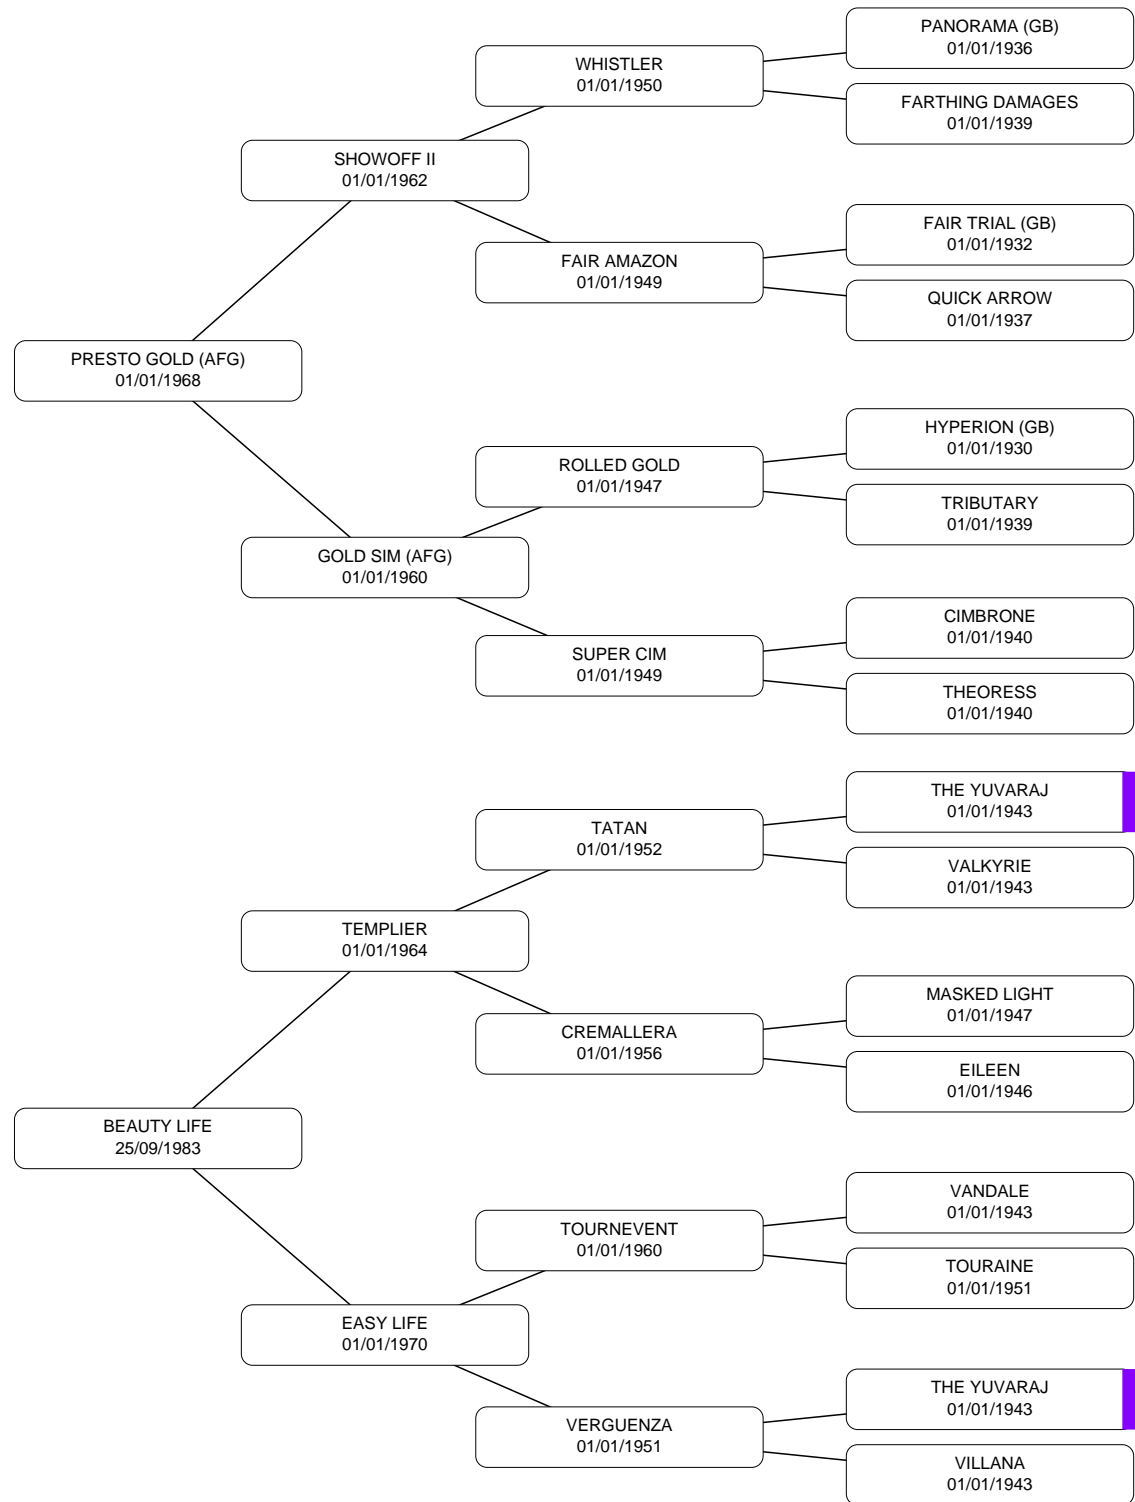 PANORAMA (GB)
01/01/1936
WHISTLER
01/01/1950
FARTHING DAMAGES
01/01/1939
SHOWOFF II
01/01/1962
FAIR TRIAL (GB)
01/01/1932
FAIR AMAZON
01/01/1949
QUICK ARROW
01/01/1937
PRESTO GOLD (AFG)
01/01/1968
HYPERION (GB)
01/01/1930
ROLLED GOLD
01/01/1947
TRIBUTARY
01/01/1939
GOLD SIM (AFG)
01/01/1960
CIMBRONE
01/01/1940
SUPER CIM
01/01/1949
THEORESS
01/01/1940
THE YUVARAJ
01/01/1943
TATAN
01/01/1952
VALKYRIE
01/01/1943
TEMPLIER
01/01/1964
MASKED LIGHT
01/01/1947
CREMALLERA
01/01/1956
EILEEN
01/01/1946
BEAUTY LIFE
25/09/1983
VANDALE
01/01/1943
TOURNEVENT
01/01/1960
TOURAINE
01/01/1951
EASY LIFE
01/01/1970
THE YUVARAJ
01/01/1943
VERGUENZA
01/01/1951
VILLANA
01/01/1943